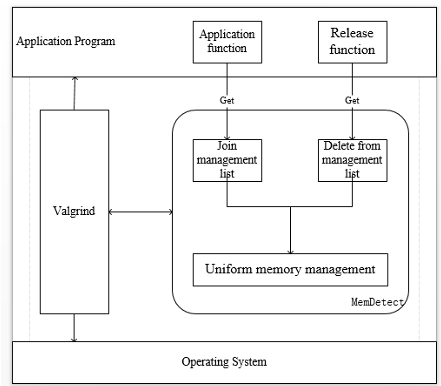 Application Program
Application
function
Release
function
Get
Get
Join
management
list
Delete from
management
list
Valgrind
Uniform memory management
MemDetect
Operating System